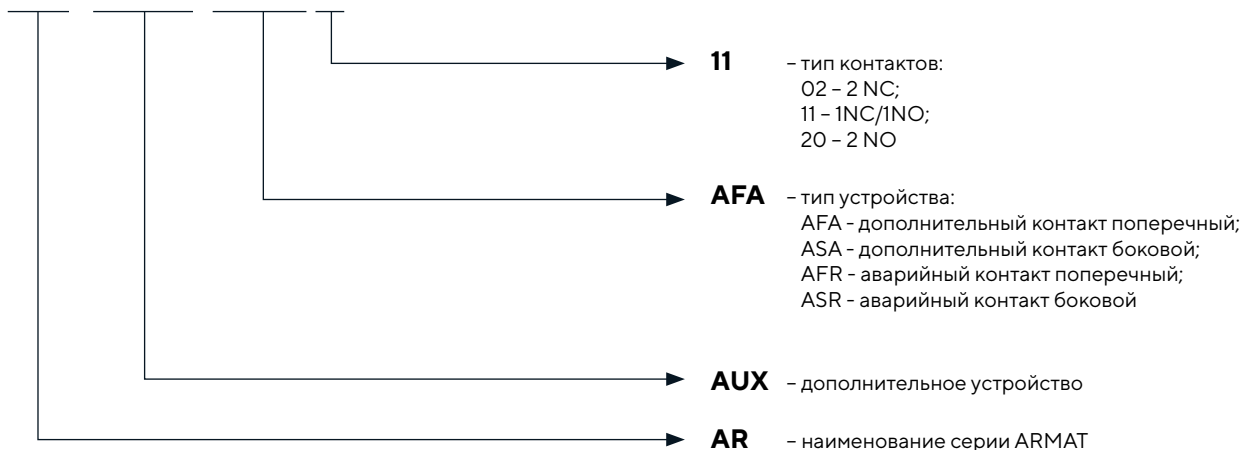 11 – тип контактов:
02 – 2 NC;
11 – 1NC/1NO;
20 – 2 NO
AFA – тип устройства:
AFA - дополнительный контакт поперечный;
ASA - дополнительный контакт боковой;
AFR - аварийный контакт поперечный;
ASR - аварийный контакт боковой
AUX – дополнительное устройство
AR – наименование серии ARMAT